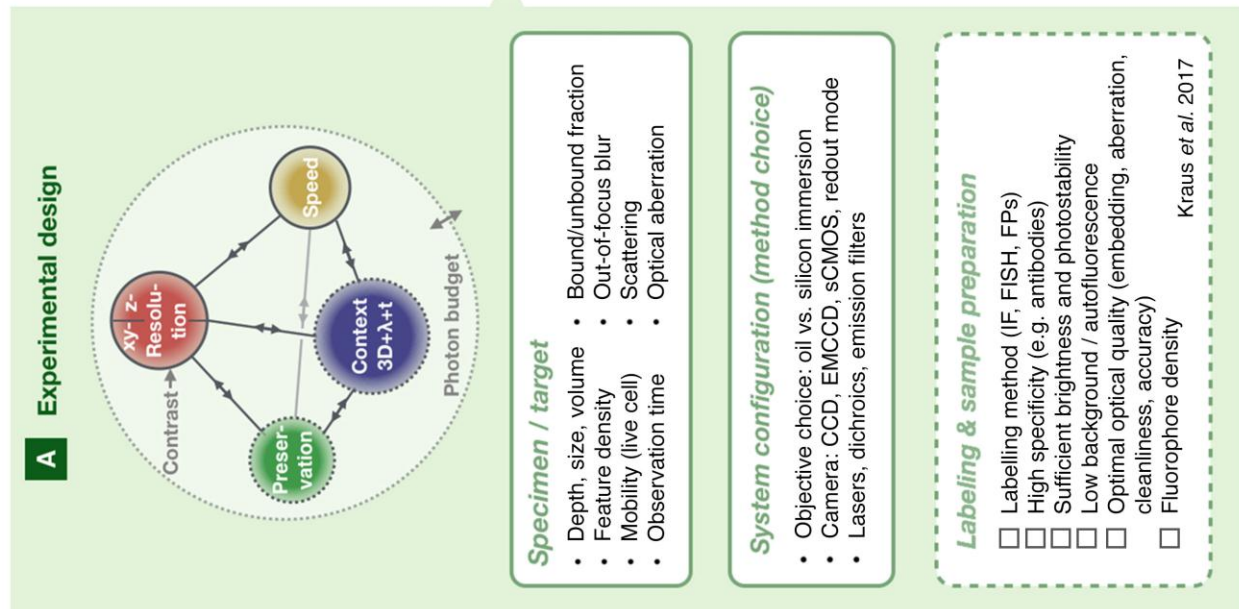 A Experimental design
Contrast
xy- z-
Resolu-
tion
Preser-
vation
Speed
Context
3D+λ+t
Photon budget
Specimen / target
• Depth, size, volume
• Feature density
• Mobility (live cell)
• Observation time
• Bound/unbound fraction
• Out-of-focus blur
• Scattering
• Optical aberration
System configuration (method choice)
• Objective choice: oil vs. silicon immersion
• Camera: CCD, EMCCD, sCMOS, redout mode
• Lasers, dichroics, emission filters
Labeling & sample preparation
☐ Labelling method (IF, FISH, FPs)
☐ High specificity (e.g. antibodies)
☐ Sufficient brightness and photostability
☐ Low background / autofluorescence
☐ Optimal optical quality (embedding, aberration,
cleanliness, accuracy)
☐ Fluorophore density
Kraus et al. 2017